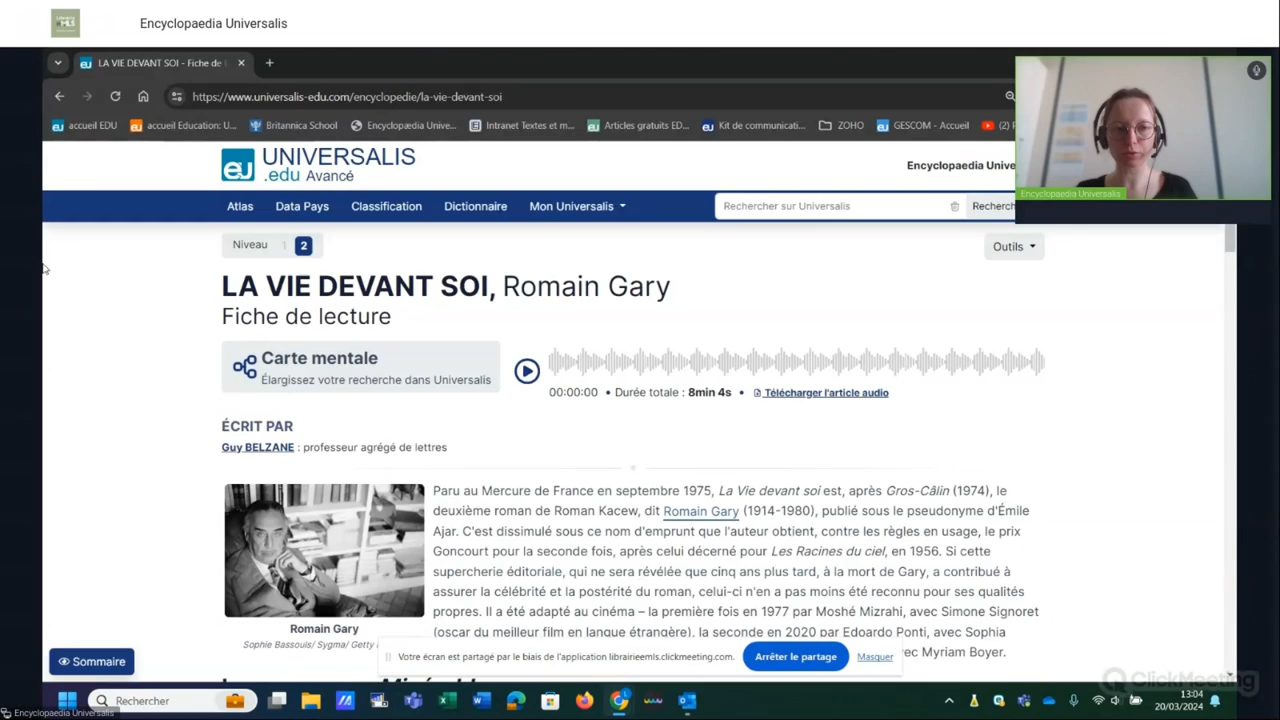 Encyclopaedia Universalis
LA VIE DEVANT SOI - Fiche de l
https://www.universalis-edu.com/encyclopedie/la-vie-devant-soi
accueil EDU
accueil Education: U...
Britannica School
Encyclopædia Unive...
Intranet Textes et m...
Articles gratuits ED...
Kit de communicati...
ZOHO
GESCOM - Accueil
Encyclopaedia Universalis
eu UNIVERSALIS
.edu Avancé
Encyclopaedia Unive
Atlas
Data Pays
Classification
Dictionnaire
Mon Universalis
Rechercher sur Universalis
Recherch
Niveau 1 2
Outils
LA VIE DEVANT SOI, Romain Gary
Fiche de lecture
Carte mentale
Élargissez votre recherche dans Universalis
00:00:00 • Durée totale : 8min 4s • Télécharger l'article audio
ÉCRIT PAR
Guy BELZANE : professeur agrégé de lettres
Paru au Mercure de France en septembre 1975, La Vie devant soi est, après Gros-Câlin (1974), le
deuxième roman de Roman Kacew, dit Romain Gary (1914-1980), publié sous le pseudonyme d'Émile
Ajar. C'est dissimulé sous ce nom d'emprunt que l'auteur obtient, contre les règles en usage, le prix
Goncourt pour la seconde fois, après celui décerné pour Les Racines du ciel, en 1956. Si cette
supercherie éditoriale, qui ne sera révélée que cinq ans plus tard, à la mort de Gary, a contribué à
assurer la célébrité et la postérité du roman, celui-ci n'en a pas moins été reconnu pour ses qualités
propres. Il a été adapté au cinéma – la première fois en 1977 par Moshé Mizrahi, avec Simone Signoret
(oscar du meilleur film en langue étrangère), la seconde en 2020 par Edoardo Ponti, avec Sophia
vec Myriam Boyer.
Romain Gary
Sophie Bassouls/ Sygma/ Getty
Votre écran est partagé par le biais de l'application librairieemls.clickmeeting.com.
Arrêter le partage
Masquer
Sommaire
ClickMeeting
Rechercher
13:04
20/03/2024
Encyclopaedia Universalis